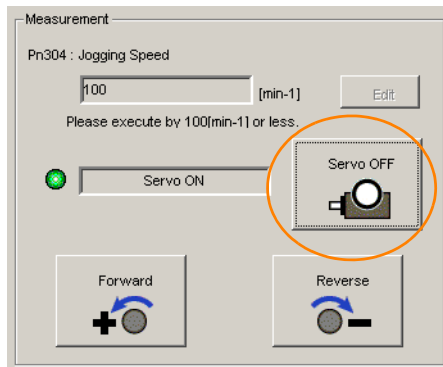 Measurement
Pn304 : Jogging Speed
100 [min-1] Edit
Please execute by 100[min-1] or less.
Servo ON
Servo OFF
Forward Reverse